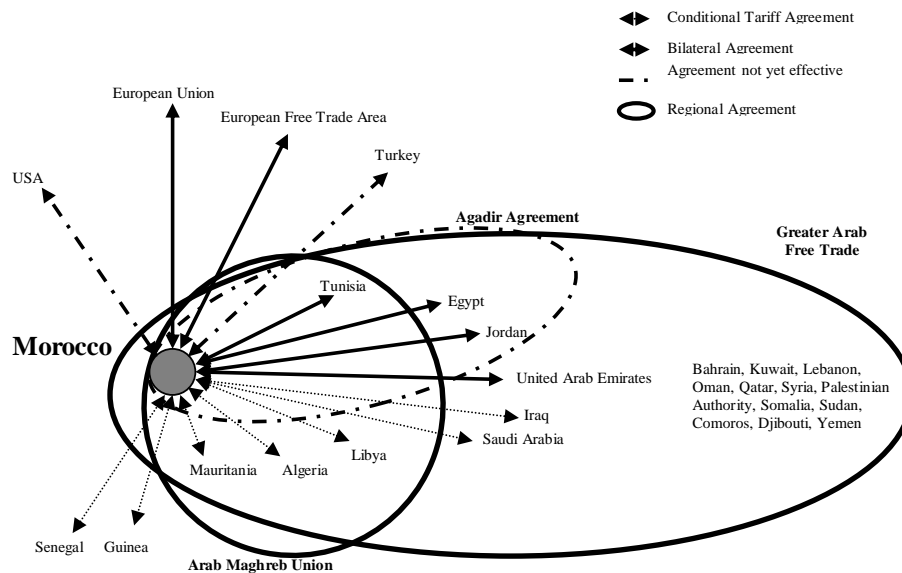 Conditional Tariff Agreement
Bilateral Agreement
Agreement not yet effective
Regional Agreement
European Union
European Free Trade Area
Turkey
USA
Agadir Agreement
Greater Arab
Free Trade
Tunisia
Egypt
Jordan
Morocco
United Arab Emirates
Bahrain, Kuwait, Lebanon,
Oman, Qatar, Syria, Palestinian
Authority, Somalia, Sudan,
Comoros, Djibouti, Yemen
Iraq
Saudi Arabia
Libya
Algeria
Mauritania
Senegal
Guinea
Arab Maghreb Union